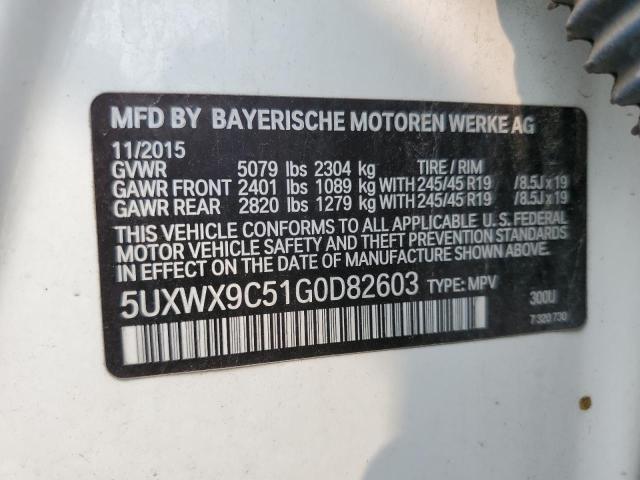 MFD BY BAYERISCHE MOTOREN WERKE AG
11/2015
GVWR 5079 lbs 2304 kg TIRE / RIM
GAWR FRONT 2401 lbs 1089 kg WITH 245/45 R19 /8.5J x 19
GAWR REAR 2820 lbs 1279 kg WITH 245/45 R19 /8.5J x 19
THIS VEHICLE CONFORMS TO ALL APPLICABLE U. S. FEDERAL
MOTOR VEHICLE SAFETY AND THEFT PREVENTION STANDARDS
IN EFFECT ON THE DATE OF MANUFACTURE SHOWN ABOVE.
5UXWX9C51G0D82603 TYPE: MPV
300U
7 320 730